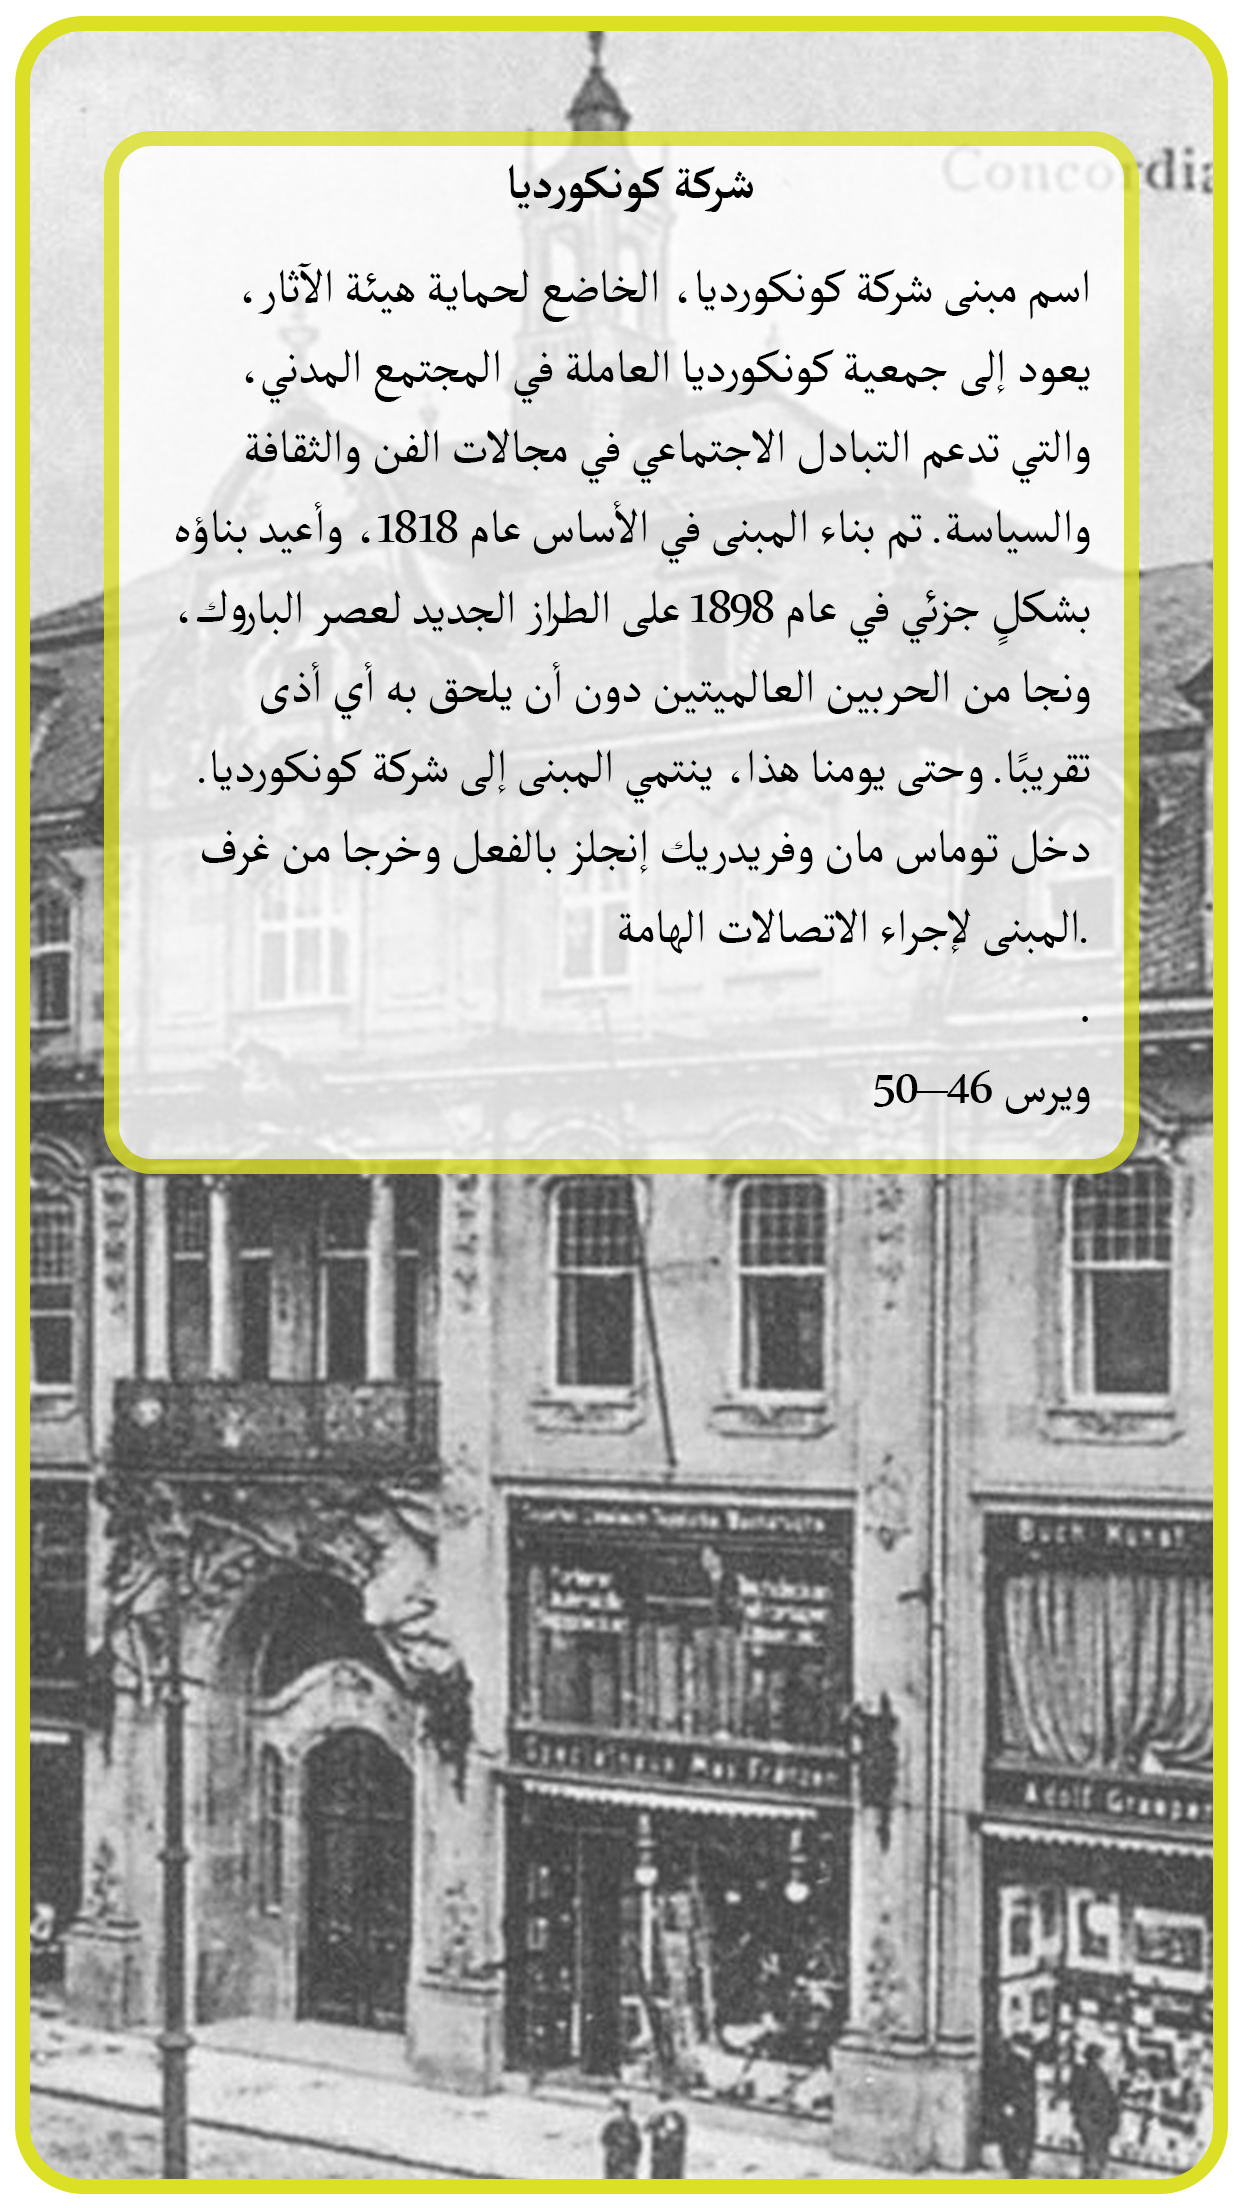 Concordia
شركة كونكورديا
اسم مبنى شركة كونكورديا، الخاضع لحماية هيئة الآثار،
يعود إلى جمعية كونكورديا العاملة في المجتمع المدني،
والتي تدعم التبادل الاجتماعي في مجالات الفن والثقافة
والسياسة. تم بناء المبنى في الأساس عام 1818، وأعيد بناؤه
بشكلٍ جزئي في عام 1898 على الطراز الجديد لعصر الباروك،
ونجا من الحربين العالميتين دون أن يلحق به أي أذى
تقريبًا. وحتى يومنا هذا، ينتمي المبنى إلى شركة كونكورديا.
دخل توماس مان وفريدريك إنجلز بالفعل وخرجا من غرف
.المبنى لإجراء الاتصالات الهامة
.
ويرس 46–50
Buch Kunst
Specialhaus Max Franzen
Adolf Graeper